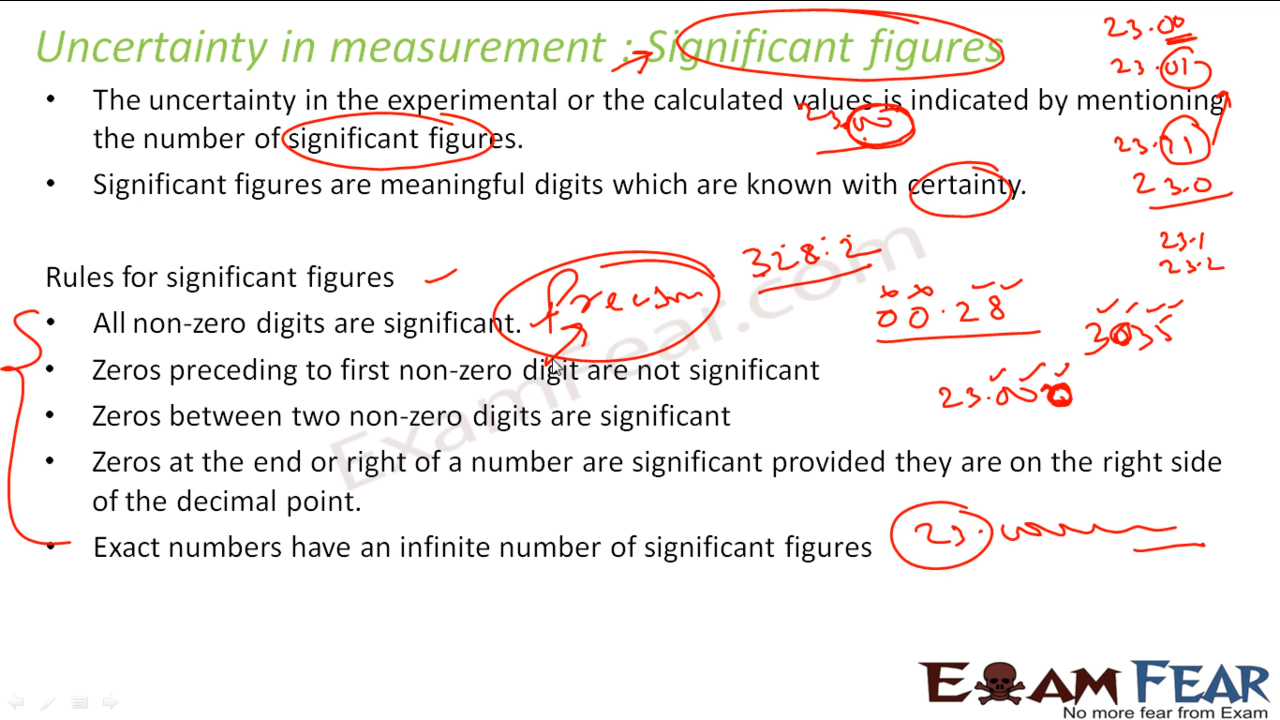 Uncertainty in measurement : Significant figures
23.00
23.01
• The uncertainty in the experimental or the calculated values is indicated by mentioning
23.00
the number of significant figures.
23.21
• Significant figures are meaningful digits which are known with certainty.
23.0
23.1
23.2
328.2
Rules for significant figures
00.28
3035
• All non-zero digits are significant.
• Zeros preceding to first non-zero digit are not significant
23.000
• Zeros between two non-zero digits are significant
• Zeros at the end or right of a number are significant provided they are on the right side
of the decimal point.
23.
• Exact numbers have an infinite number of significant figures
ExamFear.com
EXAM FEAR
No more fear from Exam